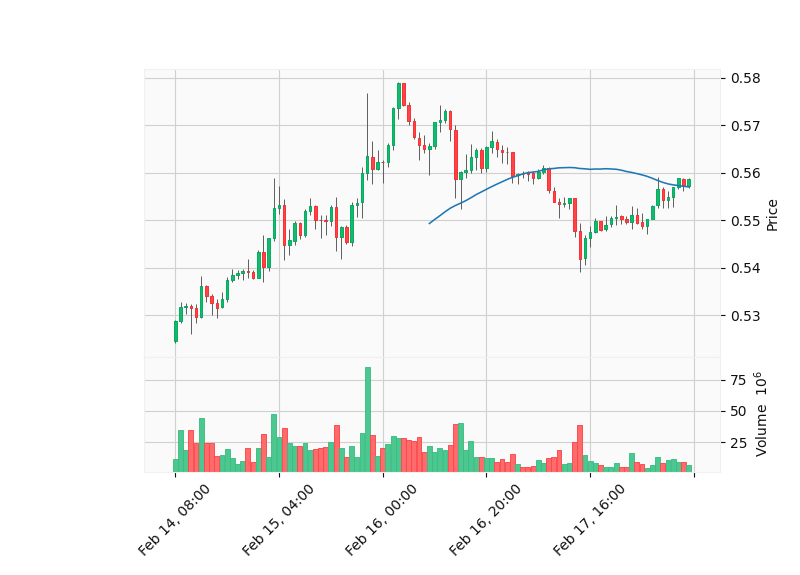 0.58
0.57
0.56
0.55
0.54
0.53
Price
75
50
25
Volume 10^6
Feb 14, 08:00
Feb 15, 04:00
Feb 16, 00:00
Feb 16, 20:00
Feb 17, 16:00